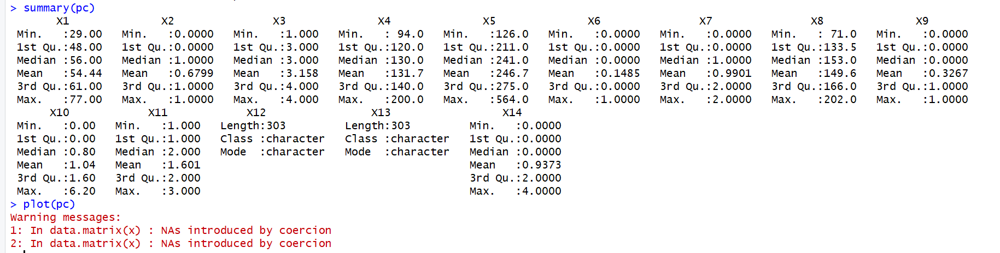 > summary(pc)
X1 X2 X3 X4 X5 X6 X7 X8 X9
Min. :29.00 Min. :0.0000 Min. :1.000 Min. : 94.0 Min. :126.0 Min. :0.0000 Min. :0.0000 Min. : 71.0 Min. :0.0000
1st Qu.:48.00 1st Qu.:0.0000 1st Qu.:3.000 1st Qu.:120.0 1st Qu.:211.0 1st Qu.:0.0000 1st Qu.:0.0000 1st Qu.:133.5 1st Qu.:0.0000
Median :56.00 Median :1.0000 Median :3.000 Median :130.0 Median :241.0 Median :0.0000 Median :1.0000 Median :153.0 Median :0.0000
Mean :54.44 Mean :0.6799 Mean :3.158 Mean :131.7 Mean :246.7 Mean :0.1485 Mean :0.9901 Mean :149.6 Mean :0.3267
3rd Qu.:61.00 3rd Qu.:1.0000 3rd Qu.:4.000 3rd Qu.:140.0 3rd Qu.:275.0 3rd Qu.:0.0000 3rd Qu.:2.0000 3rd Qu.:166.0 3rd Qu.:1.0000
Max. :77.00 Max. :1.0000 Max. :4.000 Max. :200.0 Max. :564.0 Max. :1.0000 Max. :2.0000 Max. :202.0 Max. :1.0000
X10 X11 X12 X13 X14
Min. :0.00 Min. :1.000 Length:303 Length:303 Min. :0.0000
1st Qu.:0.00 1st Qu.:1.000 Class :character Class :character 1st Qu.:0.0000
Median :0.80 Median :2.000 Mode :character Mode :character Median :0.0000
Mean :1.04 Mean :1.601 Mean :0.9373
3rd Qu.:1.60 3rd Qu.:2.000 3rd Qu.:2.0000
Max. :6.20 Max. :3.000 Max. :4.0000
> plot(pc)
Warning messages:
1: In data.matrix(x) : NAs introduced by coercion
2: In data.matrix(x) : NAs introduced by coercion